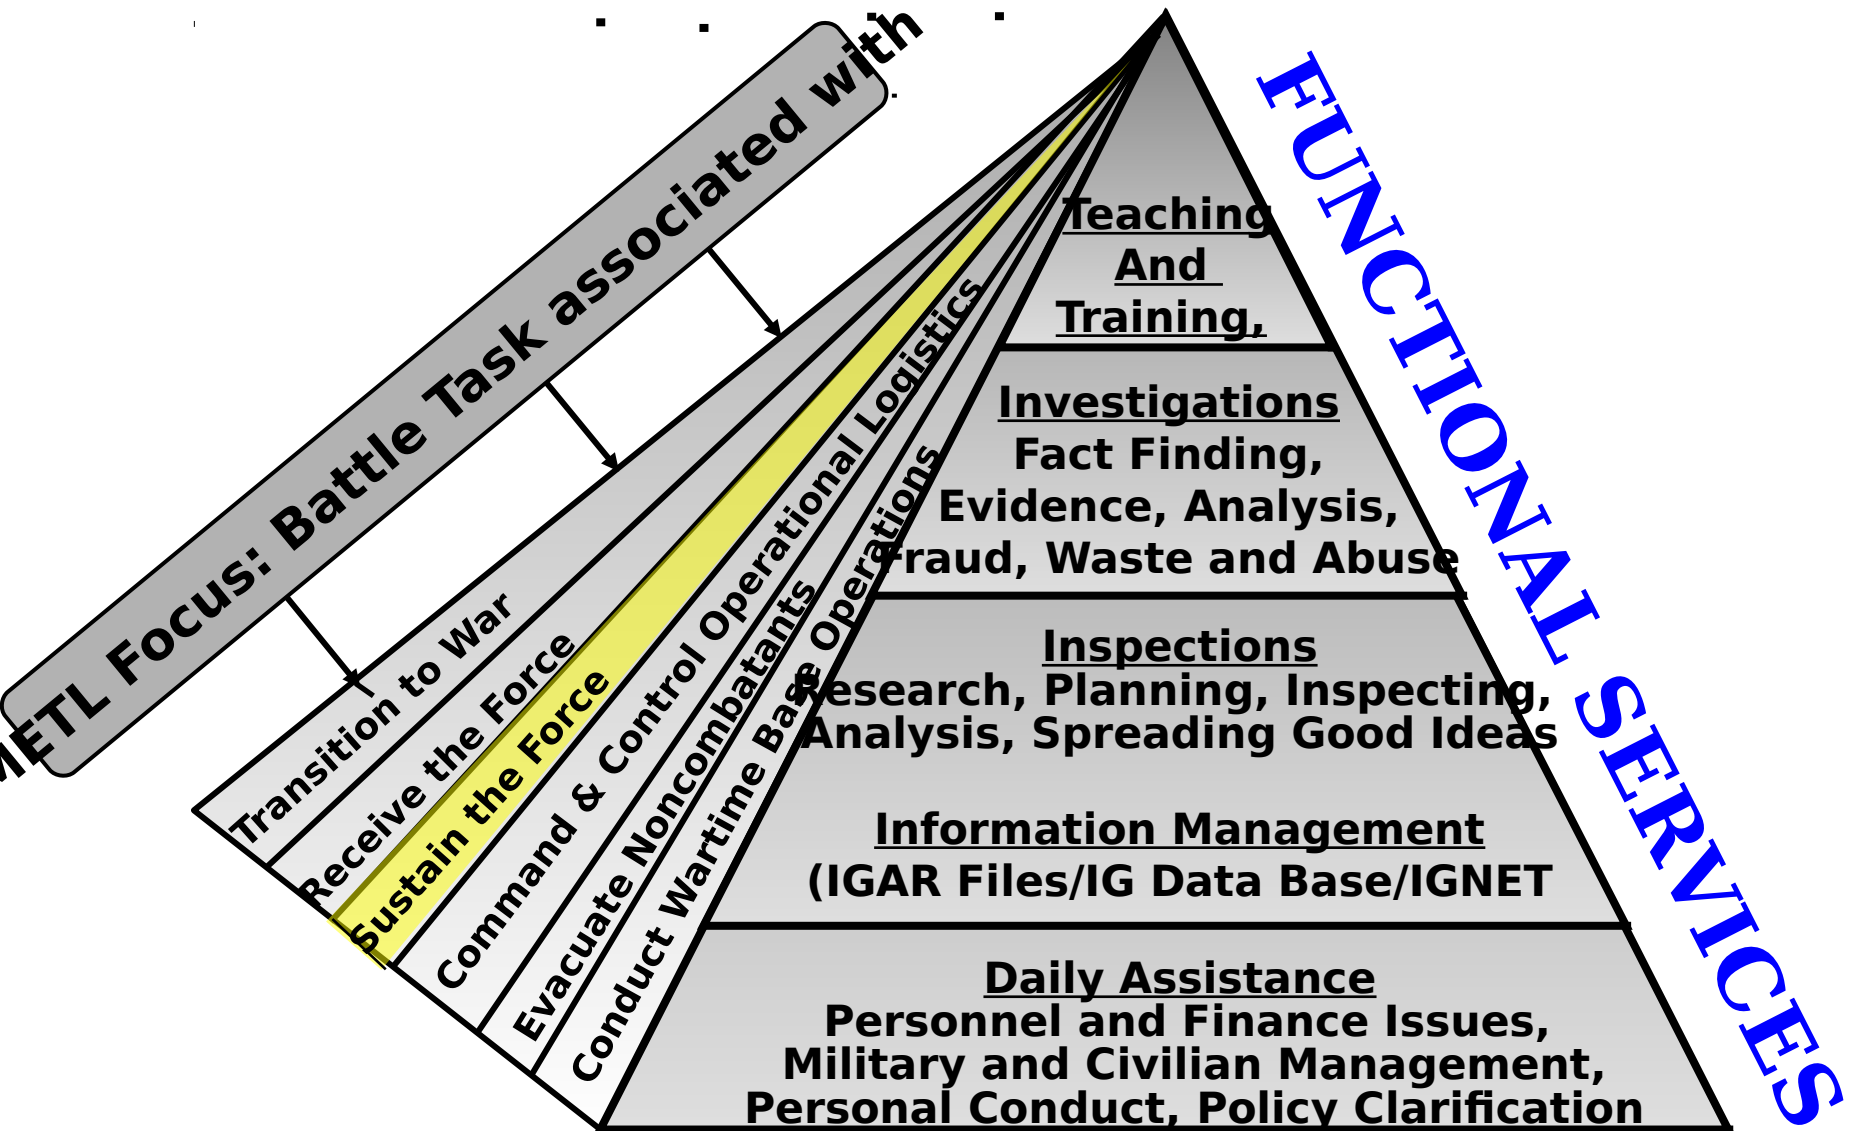 METL Focus: Battle Task associated with
Transition to War
Receive the Force
Sustain the Force
Command & Control Operational Logistics
Evacuate Noncombatants
Conduct Wartime Base Operations
Teaching
And
Training,
Investigations
Fact Finding,
Evidence, Analysis,
Fraud, Waste and Abuse
Inspections
Research, Planning, Inspecting,
Analysis, Spreading Good Ideas
Information Management
(IGAR Files/IG Data Base/IGNET
Daily Assistance
Personnel and Finance Issues,
Military and Civilian Management,
Personal Conduct, Policy Clarification
FUNCTIONAL SERVICES